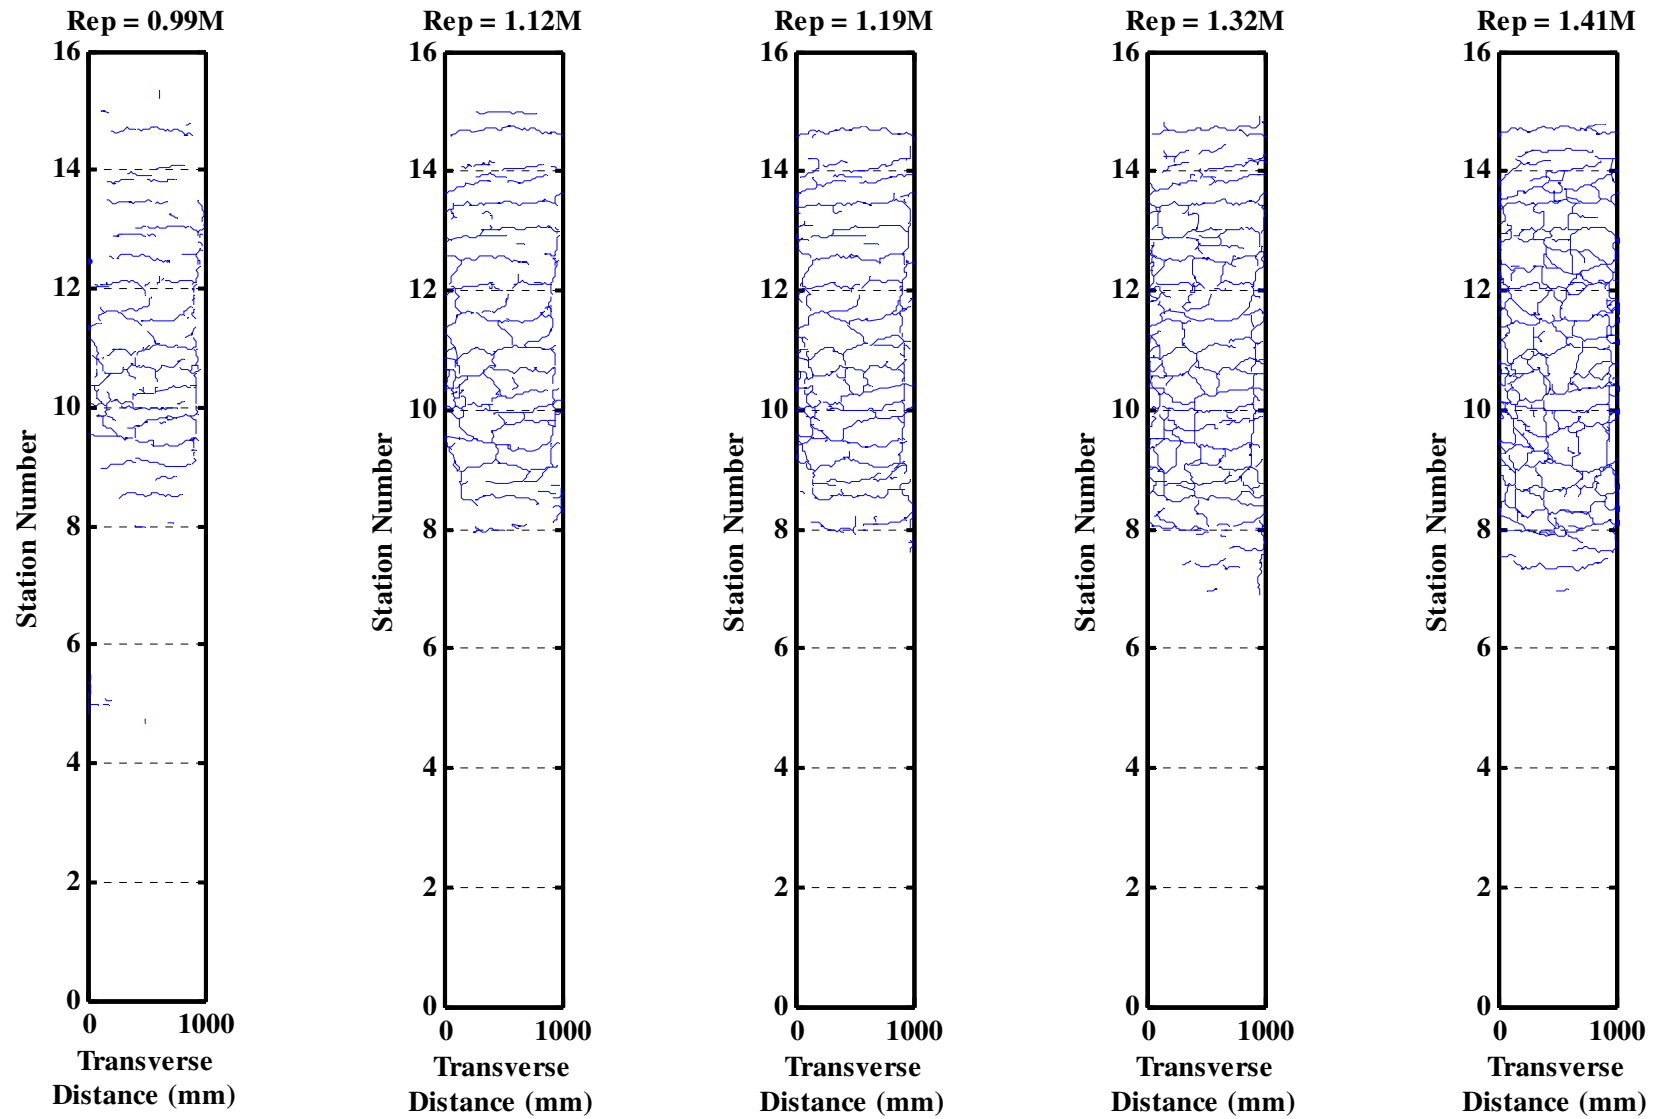 Rep = 0.99M
16
14
12
10
8
6
4
2
0
0 1000
Station Number
Transverse
Distance (mm)
Rep = 1.12M
16
14
12
10
8
6
4
2
0
0 1000
Station Number
Transverse
Distance (mm)
Rep = 1.19M
16
14
12
10
8
6
4
2
0
0 1000
Station Number
Transverse
Distance (mm)
Rep = 1.32M
16
14
12
10
8
6
4
2
0
0 1000
Station Number
Transverse
Distance (mm)
Rep = 1.41M
16
14
12
10
8
6
4
2
0
0 1000
Station Number
Transverse
Distance (mm)